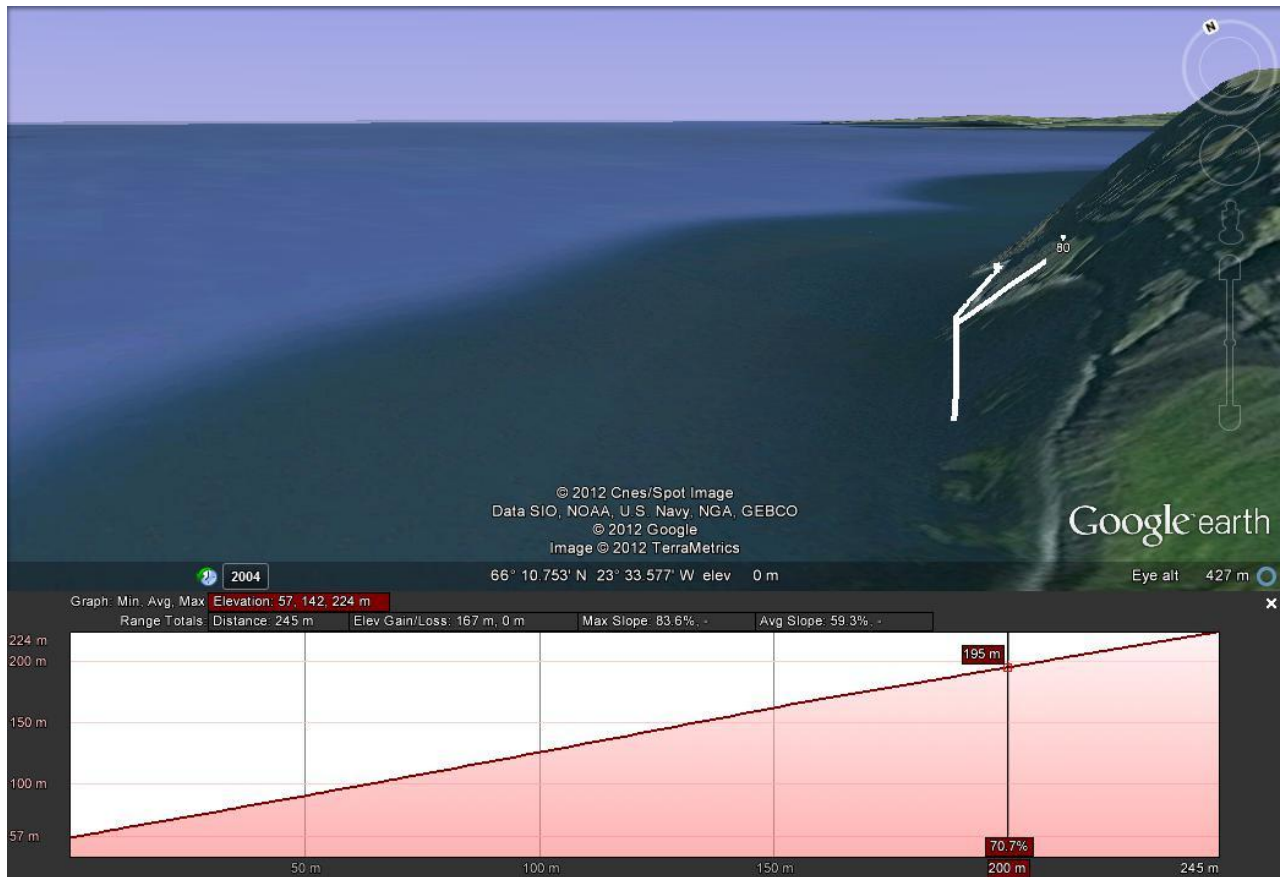 N
80
© 2012 Cnes/Spot Image
Data SIO, NOAA, U.S. Navy, NGA, GEBCO
© 2012 Google
Image © 2012 TerraMetrics
Google earth
2004
66° 10.753' N 23° 33.577' W elev 0 m
Eye alt 427 m
Graph: Min, Avg, Max Elevation: 57, 142, 224 m
Range Totals: Distance: 245 m Elev Gain/Loss: 167 m, 0 m Max Slope: 83.6%, - Avg Slope: 59.3%, -
224 m
200 m
195 m
150 m
100 m
57 m
70.7%
50 m 100 m 150 m 200 m 245 m